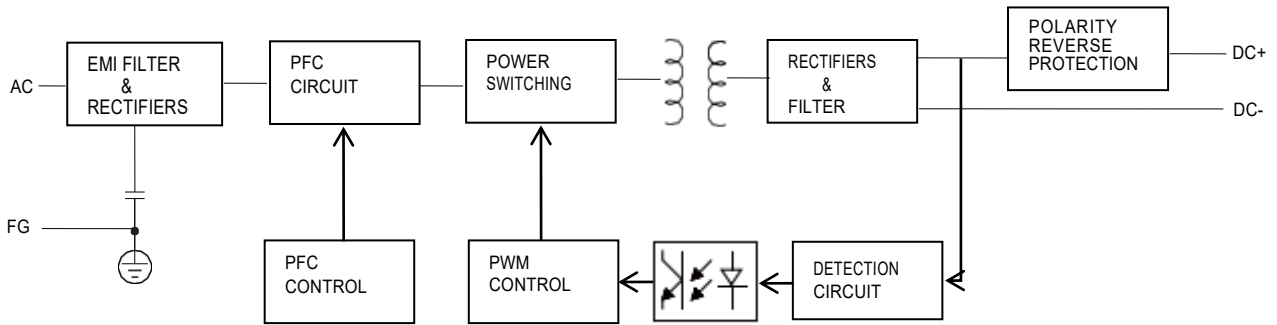 AC
EMI FILTER
&
RECTIFIERS
PFC
CIRCUIT
POWER
SWITCHING
RECTIFIERS
&
FILTER
POLARITY
REVERSE
PROTECTION
DC+
DC-
FG
PFC
CONTROL
PWM
CONTROL
DETECTION
CIRCUIT